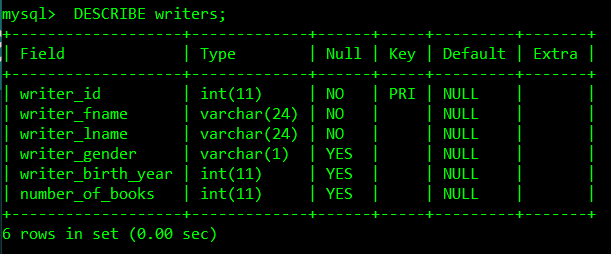 mysql>  DESCRIBE writers;
+-------------------+-------------+------+-----+---------+-------+
| Field             | Type        | Null | Key | Default | Extra |
+-------------------+-------------+------+-----+---------+-------+
| writer_id         | int(11)     | NO   | PRI | NULL    |       |
| writer_fname      | varchar(24) | NO   |     | NULL    |       |
| writer_lname      | varchar(24) | NO   |     | NULL    |       |
| writer_gender     | varchar(1)  | YES  |     | NULL    |       |
| writer_birth_year | int(11)     | YES  |     | NULL    |       |
| number_of_books   | int(11)     | YES  |     | NULL    |       |
+-------------------+-------------+------+-----+---------+-------+
6 rows in set (0.00 sec)